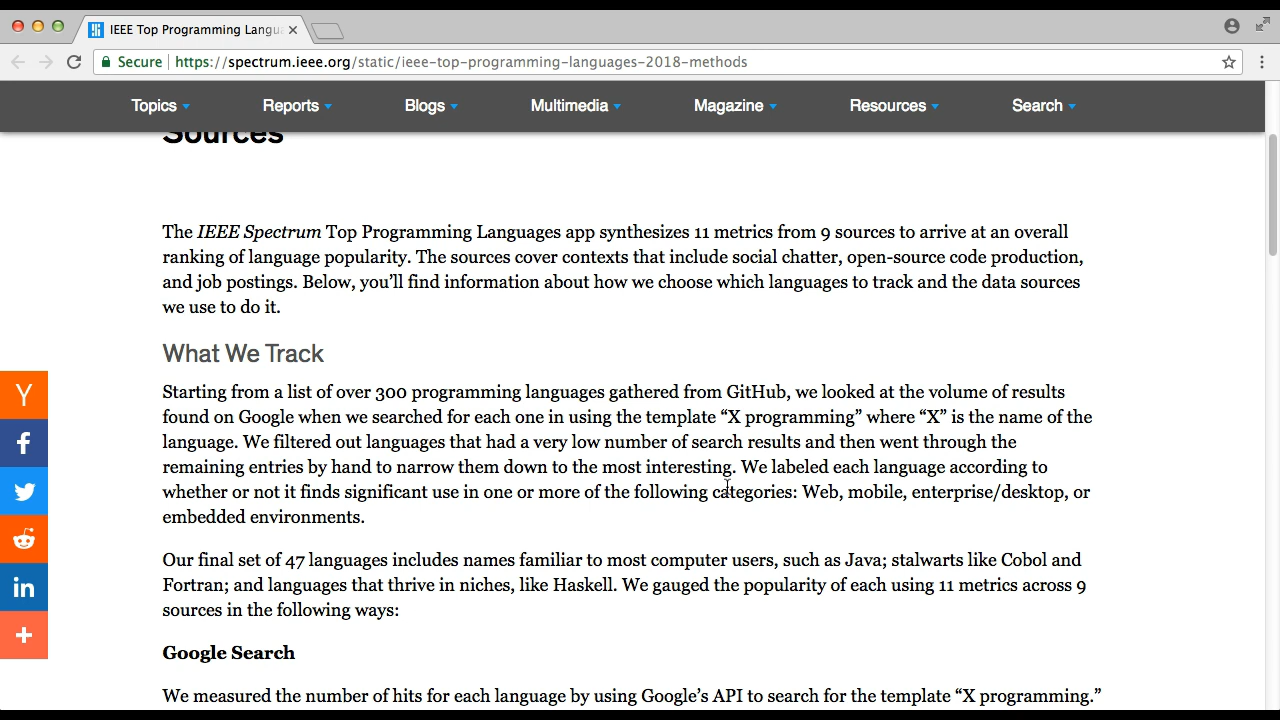 IEEE Top Programming Langua
Secure https://spectrum.ieee.org/static/ieee-top-programming-languages-2018-methods
Topics Reports Blogs Multimedia Magazine Resources Search
Sources
The IEEE Spectrum Top Programming Languages app synthesizes 11 metrics from 9 sources to arrive at an overall
ranking of language popularity. The sources cover contexts that include social chatter, open-source code production,
and job postings. Below, you’ll find information about how we choose which languages to track and the data sources
we use to do it.
What We Track
Starting from a list of over 300 programming languages gathered from GitHub, we looked at the volume of results
found on Google when we searched for each one in using the template “X programming” where “X” is the name of the
language. We filtered out languages that had a very low number of search results and then went through the
remaining entries by hand to narrow them down to the most interesting. We labeled each language according to
whether or not it finds significant use in one or more of the following categories: Web, mobile, enterprise/desktop, or
embedded environments.
Our final set of 47 languages includes names familiar to most computer users, such as Java; stalwarts like Cobol and
Fortran; and languages that thrive in niches, like Haskell. We gauged the popularity of each using 11 metrics across 9
sources in the following ways:
Google Search
We measured the number of hits for each language by using Google’s API to search for the template “X programming.”